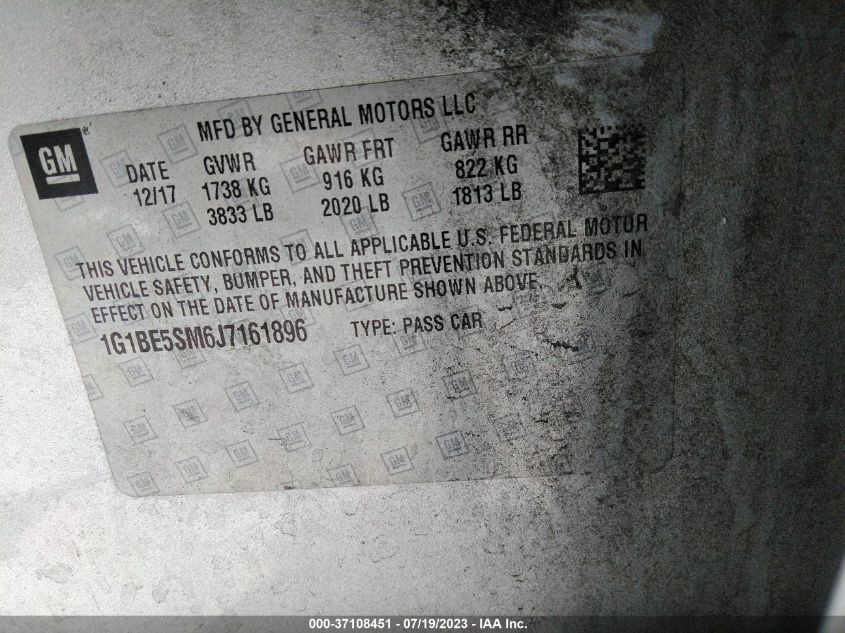 GM
®
MFD BY GENERAL MOTORS LLC
DATE GVWR GAWR FRT GAWR RR
12/17 1738 KG 916 KG 822 KG
3833 LB 2020 LB 1813 LB
THIS VEHICLE CONFORMS TO ALL APPLICABLE U.S. FEDERAL MOTOR
VEHICLE SAFETY, BUMPER, AND THEFT PREVENTION STANDARDS IN
EFFECT ON THE DATE OF MANUFACTURE SHOWN ABOVE.
1G1BE5SM6J7161896 TYPE: PASS CAR
000-37108451 - 07/19/2023 - IAA Inc.